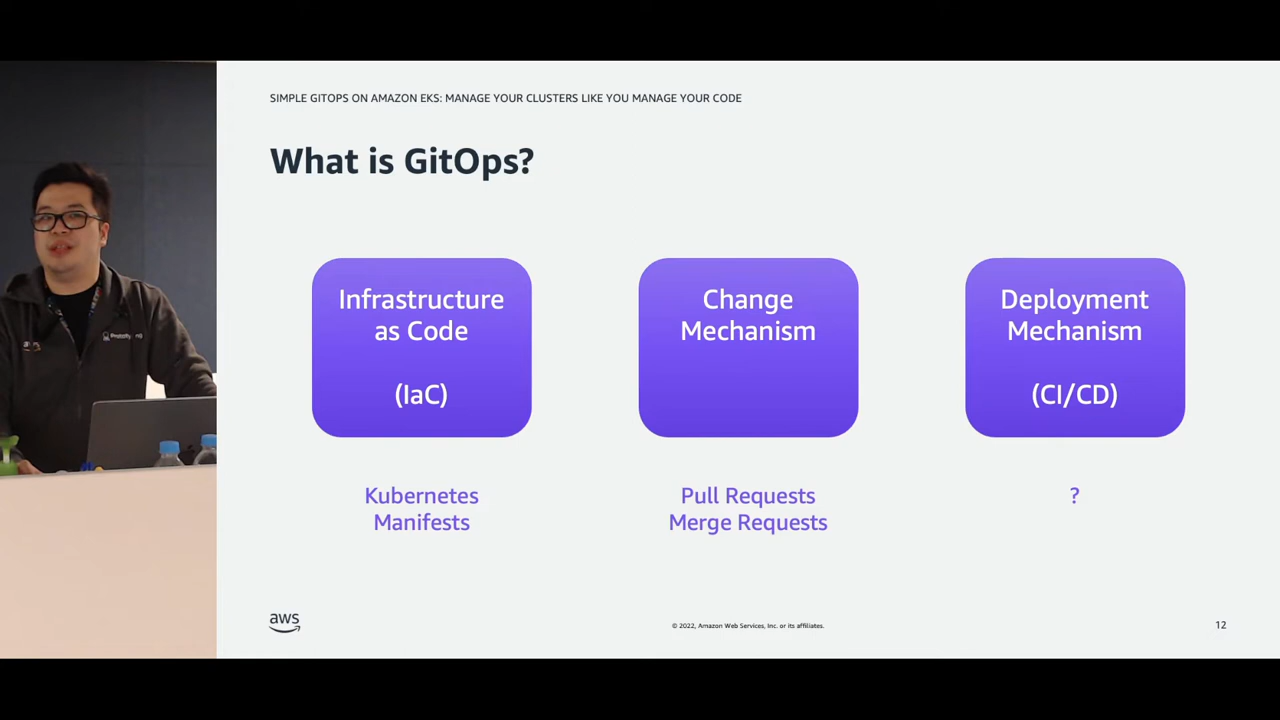 SIMPLE GITOPS ON AMAZON EKS: MANAGE YOUR CLUSTERS LIKE YOU MANAGE YOUR CODE
What is GitOps?
Infrastructure
as Code
(IaC)
Change
Mechanism
Deployment
Mechanism
(CI/CD)
Kubernetes
Manifests
Pull Requests
Merge Requests
?
aws
© 2022, Amazon Web Services, Inc. or its affiliates.
12
aws